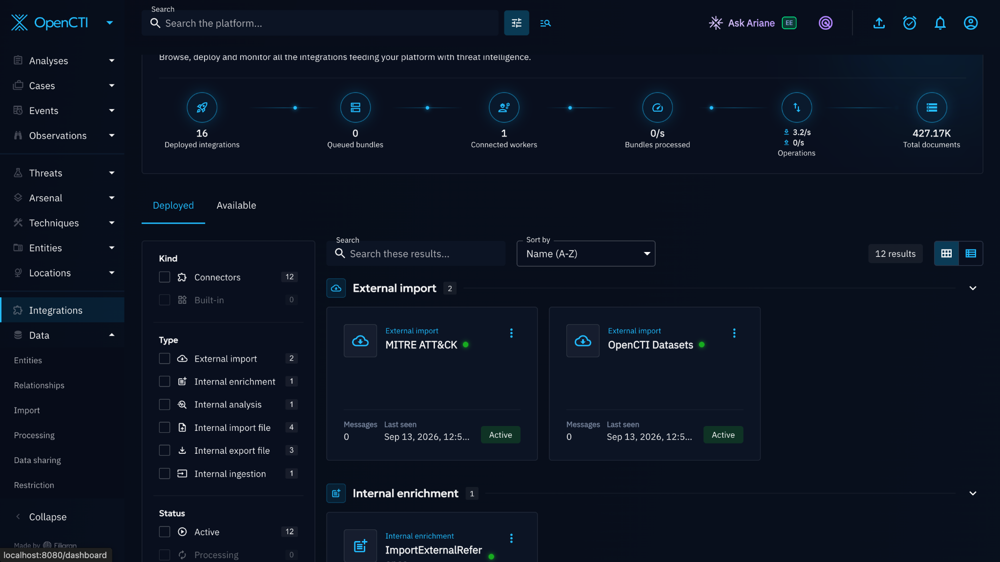 OpenCTI
Search
Search the platform...
Ask Ariane
EE
Analyses
Cases
Events
Observations
Threats
Arsenal
Techniques
Entities
Locations
Integrations
Data
Entities
Relationships
Import
Processing
Data sharing
Restriction
Collapse
Made by Filigran
localhost:8080/dashboard
Browse, deploy and monitor all the integrations feeding your platform with threat intelligence.
16
Deployed integrations
0
Queued bundles
1
Connected workers
0/s
Bundles processed
3.2/s
0/s
Operations
427.17K
Total documents
Deployed
Available
Kind
Connectors 12
Built-in 0
Type
External import 2
Internal enrichment 1
Internal analysis 1
Internal import file 4
Internal export file 3
Internal ingestion 1
Status
Active 12
Processing 0
Search
Search these results...
Sort by
Name (A-Z)
12 results
External import 2
External import
MITRE ATT&CK
Messages
0
Last seen
Sep 13, 2026, 12:5...
Active
External import
OpenCTI Datasets
Messages
0
Last seen
Sep 13, 2026, 12:5...
Active
Internal enrichment 1
Internal enrichment
ImportExternalRefer